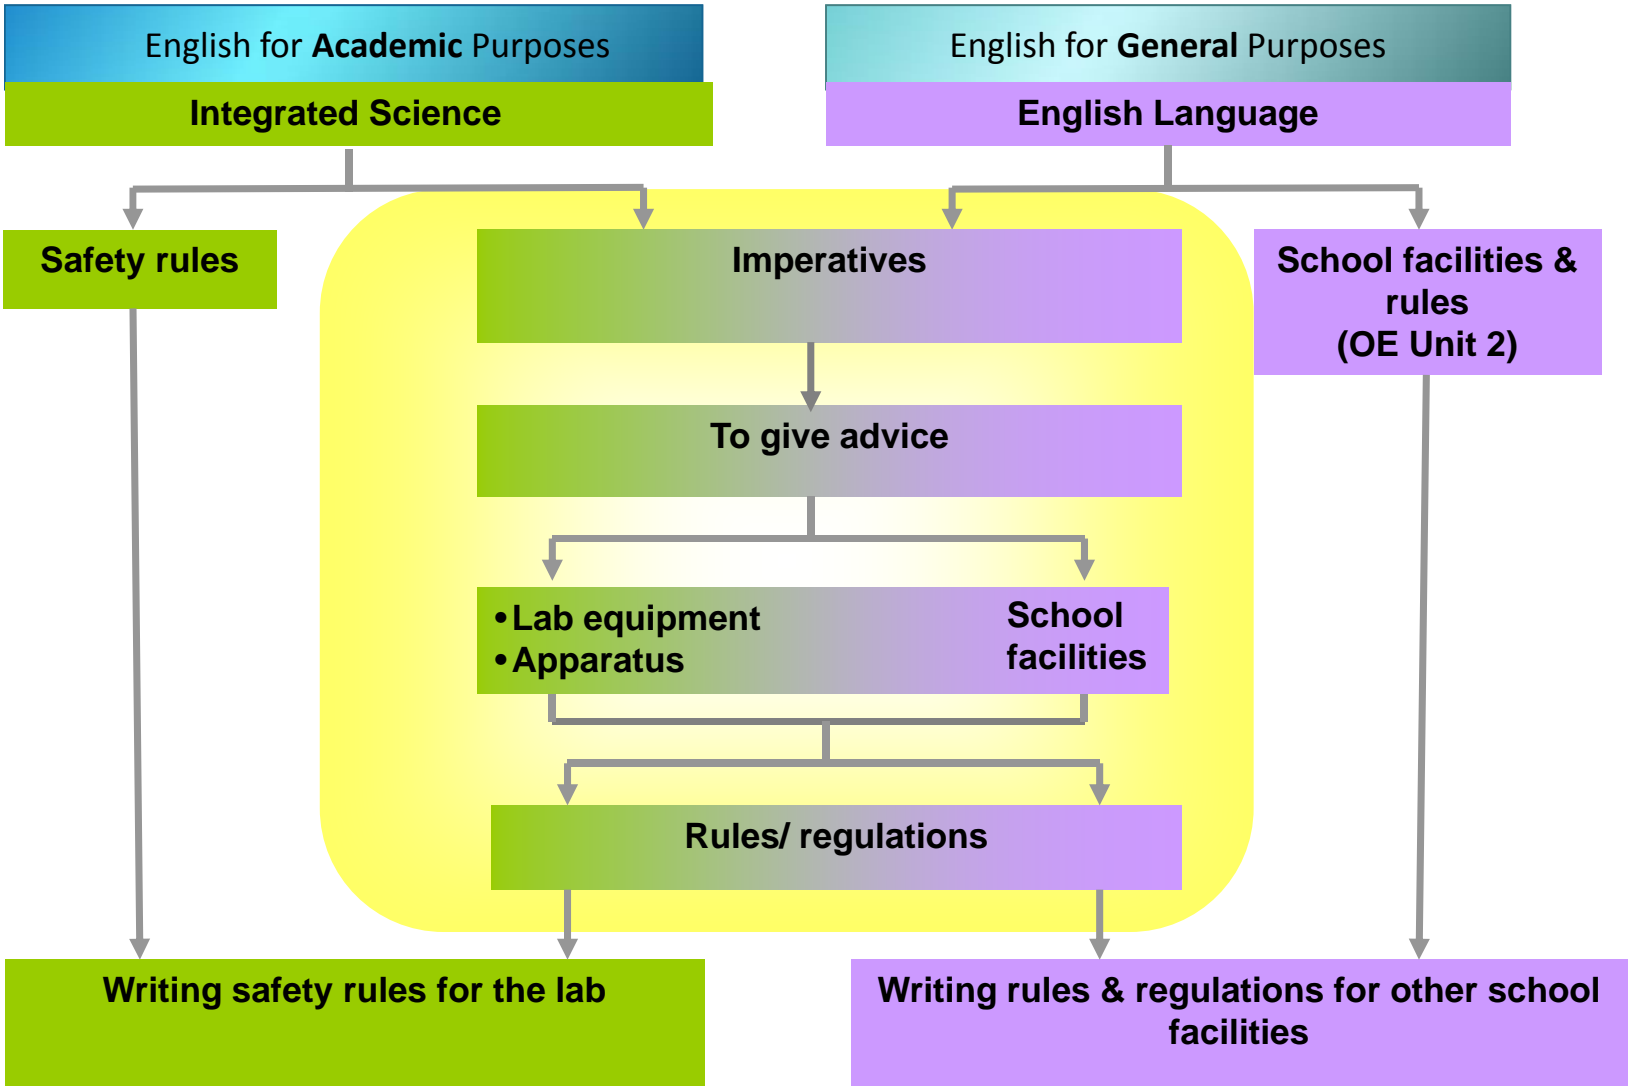 English for Academic Purposes
English for General Purposes
Integrated Science
English Language
Safety rules
Imperatives
School facilities &
rules
(OE Unit 2)
To give advice
•Lab equipment
•Apparatus
School
facilities
Rules/ regulations
Writing safety rules for the lab
Writing rules & regulations for other school
facilities